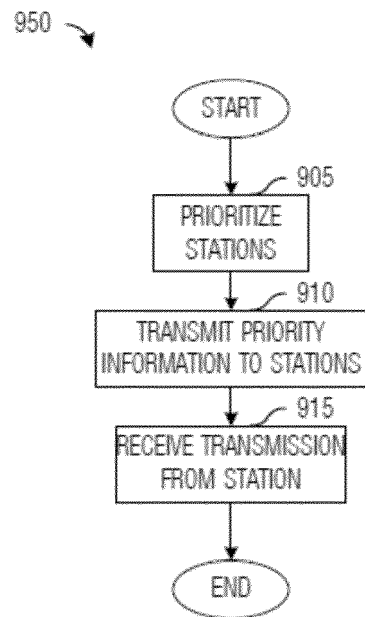 950
START
905
PRIORITIZE
STATIONS
910
TRANSMIT PRIORITY
INFORMATION TO STATIONS
915
RECEIVE TRANSMISSION
FROM STATION
END